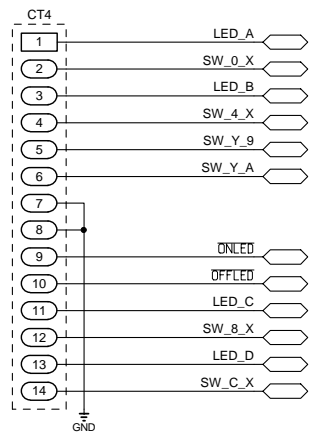 CT4
1 LED_A
2 SW_0_X
3 LED_B
4 SW_4_X
5 SW_Y_9
6 SW_Y_A
7
8
9 ONLED
10 OFFLED
11 LED_C
12 SW_8_X
13 LED_D
14 SW_C_X
GND